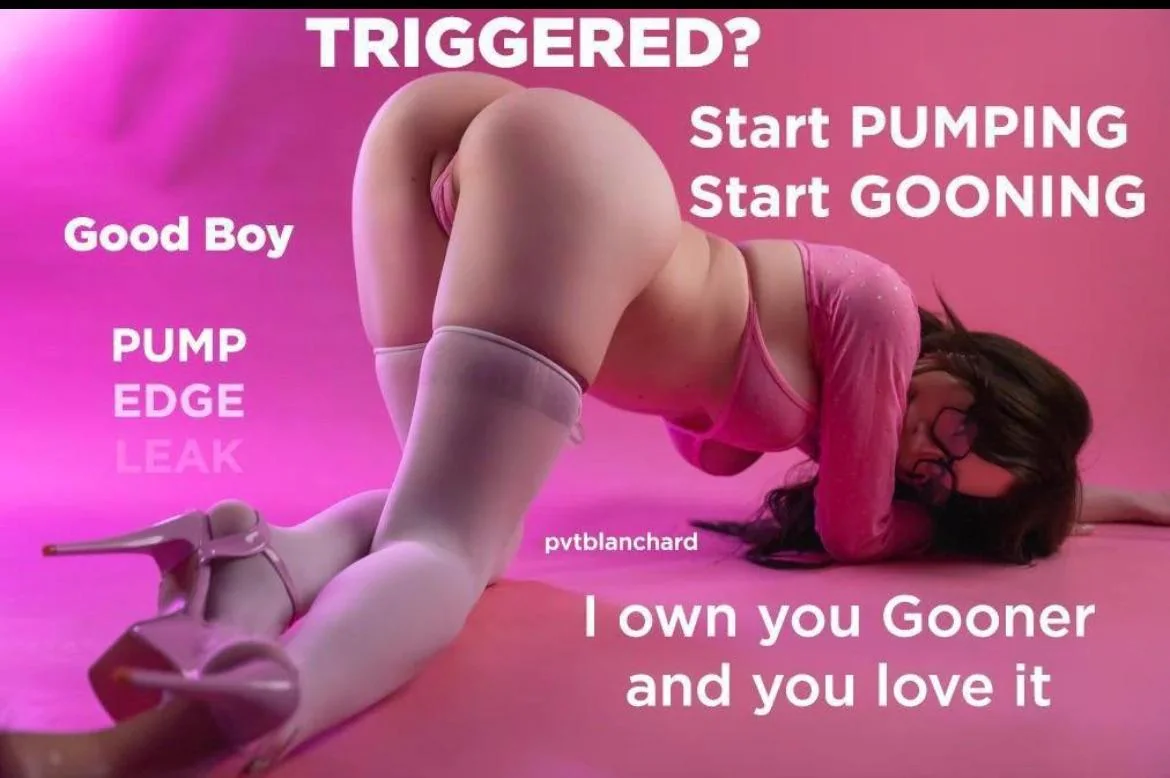 TRIGGERED?
Start PUMPING
Start GOONING
Good Boy
PUMP
EDGE
LEAK
pvtblanchard
I own you Gooner
and you love it